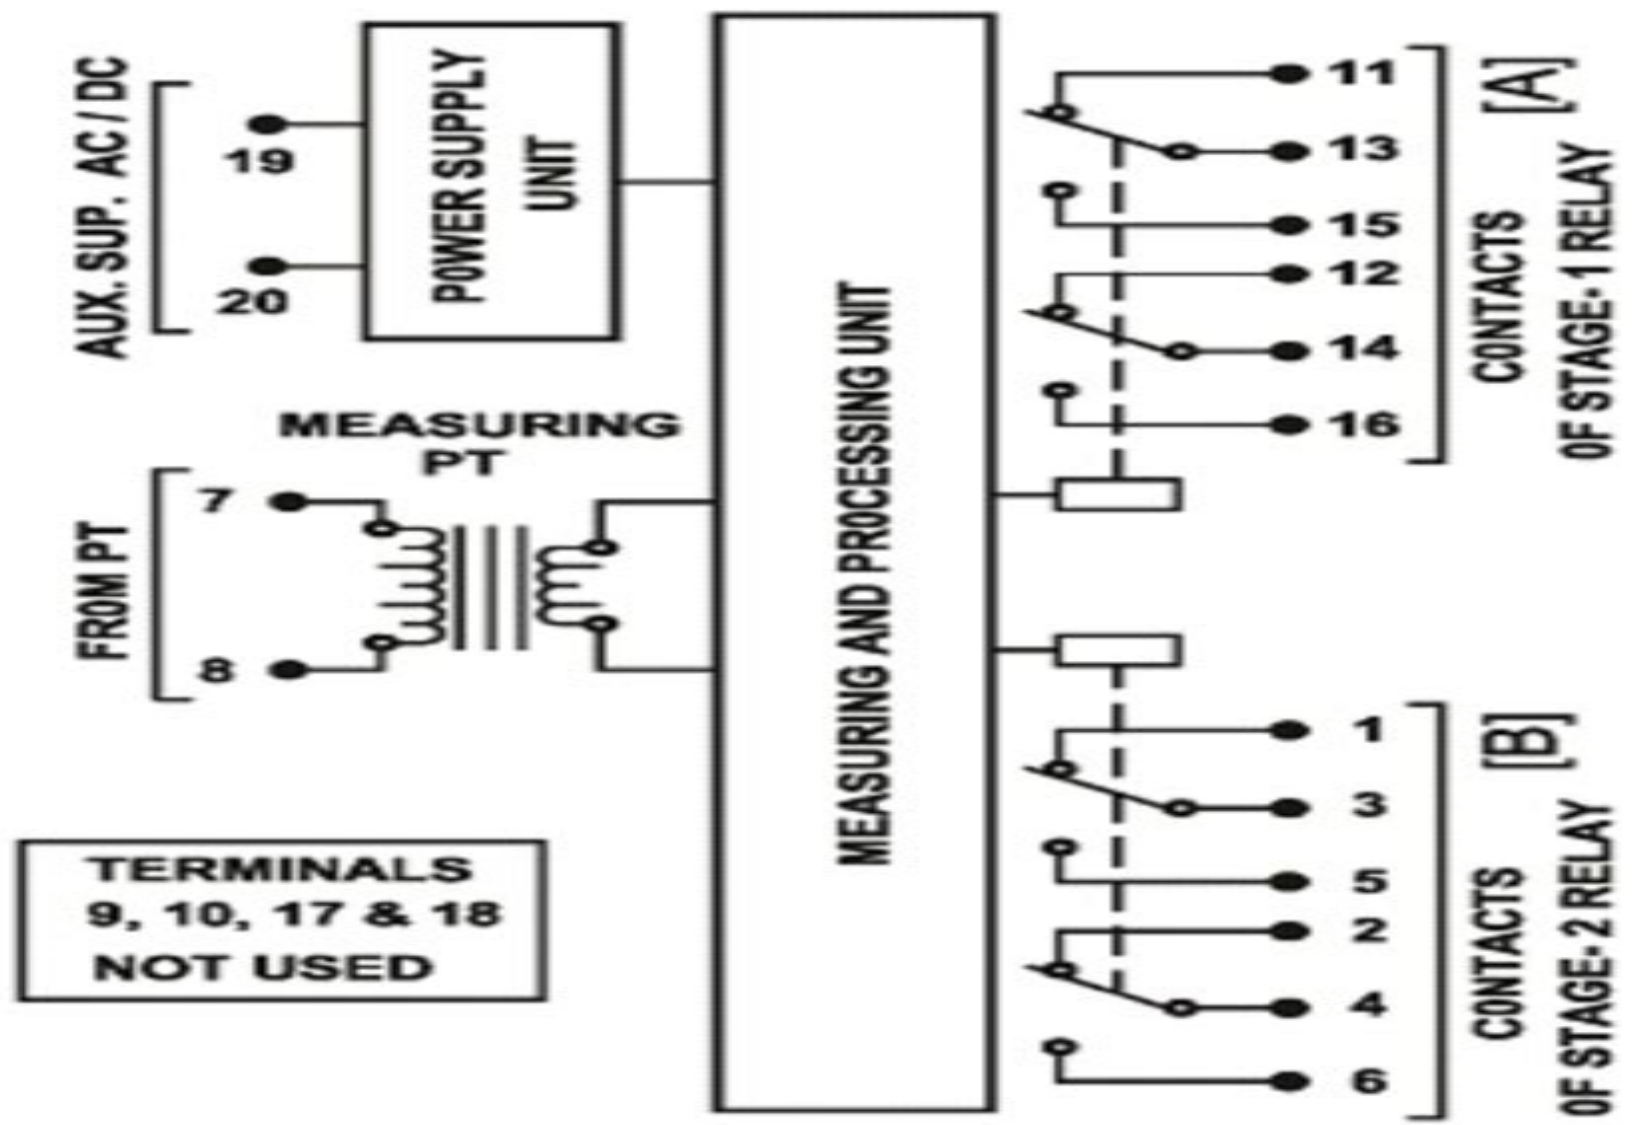 AUX. SUP. AC / DC
19
20
POWER SUPPLY
UNIT
MEASURING
PT
FROM PT
7
8
TERMINALS
9, 10, 17 & 18
NOT USED
MEASURING AND PROCESSING UNIT
11
13
15
12
14
16
[A]
CONTACTS
OF STAGE-1 RELAY
1
3
5
2
4
6
[B]
CONTACTS
OF STAGE-2 RELAY